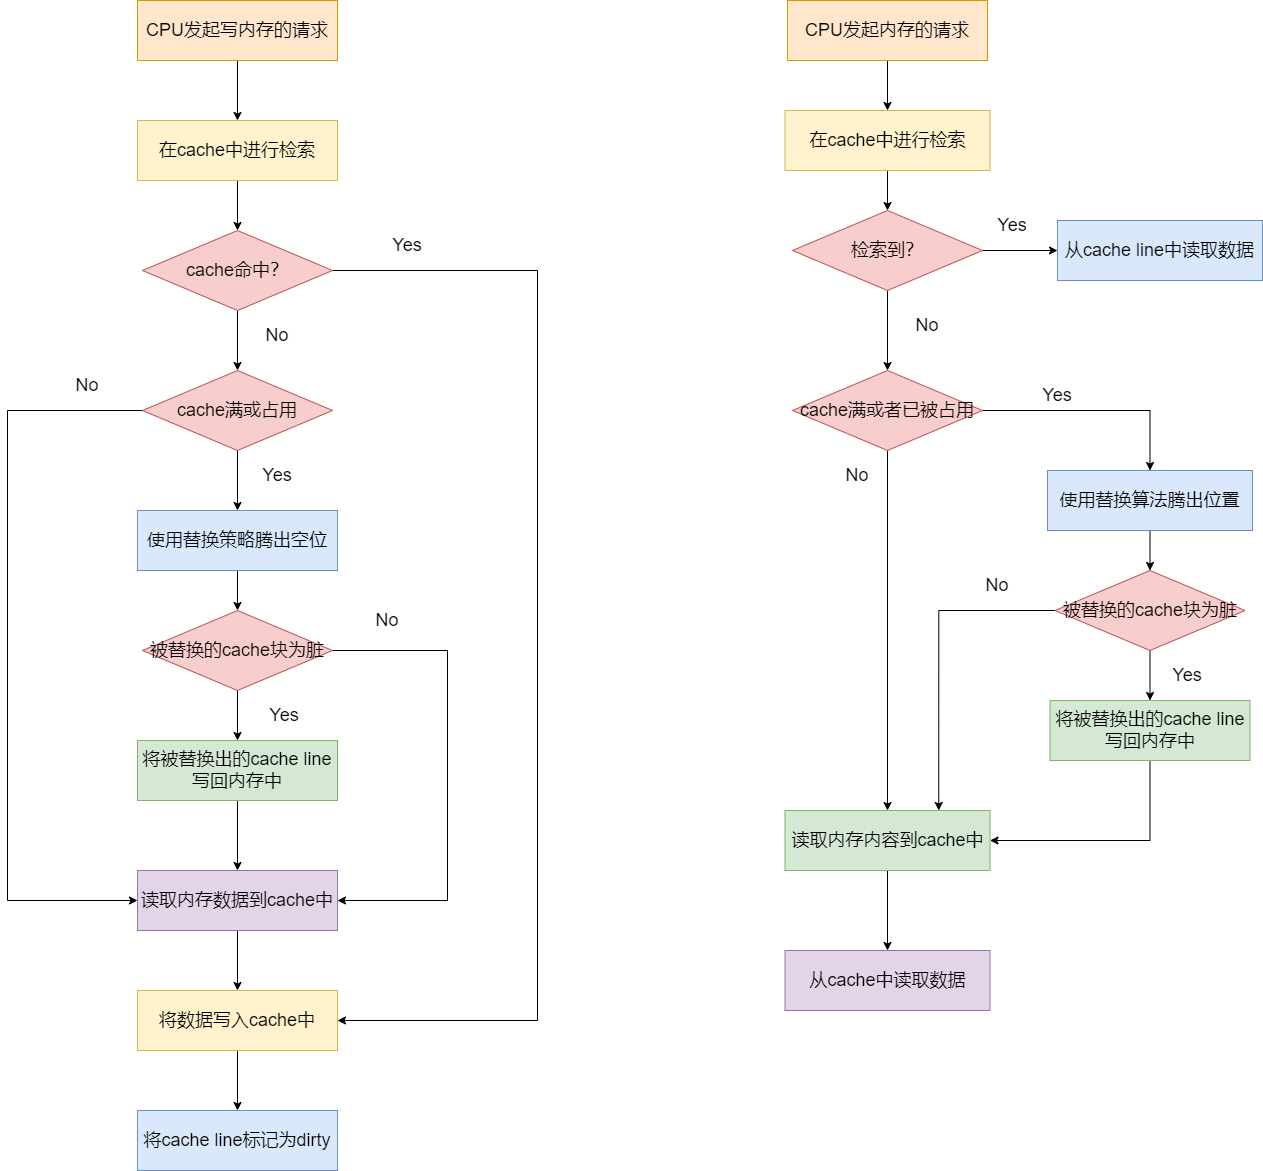 CPU发起写内存的请求
在cache中进行检索
cache命中?
Yes
No
cache满或占用
No
Yes
使用替换策略腾出空位
被替换的cache块为脏
No
Yes
将被替换出的cache line
写回内存中
读取内存数据到cache中
将数据写入cache中
将cache line标记为dirty
CPU发起内存的请求
在cache中进行检索
检索到?
Yes
从cache line中读取数据
No
cache满或者已被占用
Yes
No
使用替换算法腾出位置
被替换的cache块为脏
No
Yes
将被替换出的cache line
写回内存中
读取内存内容到cache中
从cache中读取数据